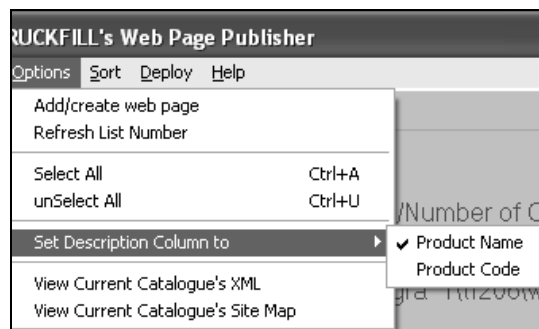 RUCKFILL's Web Page Publisher
Options Sort Deploy Help
Add/create web page
Refresh List Number
Select All Ctrl+A
unSelect All Ctrl+U
/Number of C
Set Description Column to
✓ Product Name
Product Code
View Current Catalogue's XML
View Current Catalogue's Site Map